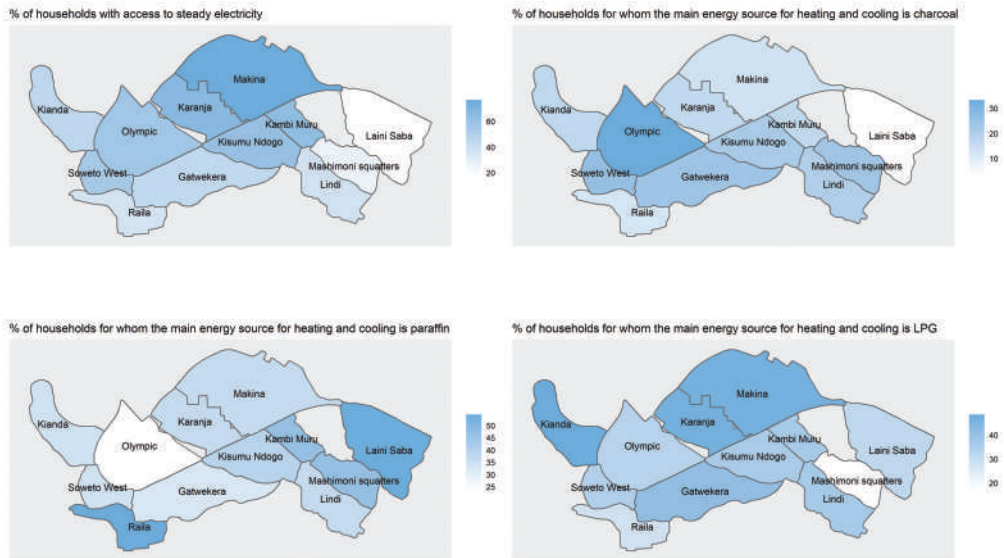 % of households with access to steady electricity
Makina
Kianda
Karanja
Olympic
Kambi Muru
Laini Saba
Kisumu Ndogo
Soweto West
Mashimoni squatters
Gatwekera
Lindi
Raila
60
40
20
% of households for whom the main energy source for heating and cooling is charcoal
Makina
Kianda
Karanja
Olympic
Kambi Muru
Laini Saba
Kisumu Ndogo
Soweto West
Mashimoni squatters
Gatwekera
Lindi
Raila
30
20
10
% of households for whom the main energy source for heating and cooling is paraffin
Makina
Kianda
Karanja
Olympic
Kambi Muru
Laini Saba
Kisumu Ndogo
Soweto West
Mashimoni squatters
Gatwekera
Lindi
Raila
50
45
40
35
30
25
% of households for whom the main energy source for heating and cooling is LPG
Makina
Kianda
Karanja
Olympic
Kambi Muru
Laini Saba
Kisumu Ndogo
Soweto West
Mashimoni squatters
Gatwekera
Lindi
Raila
40
30
20